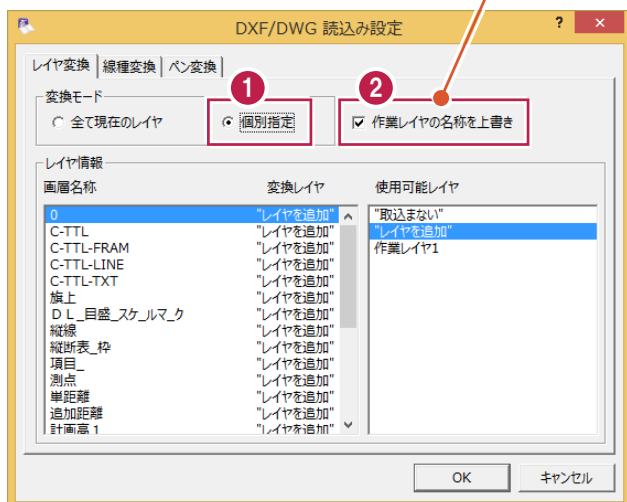 DXF/DWG 読込み設定 ? ×
レイヤ変換 線種変換 ペン変換
1 2
変換モード
全て現在のレイヤ 個別指定 作業レイヤの名称を上書き
レイヤ情報
画層名称 変換レイヤ 使用可能レイヤ
0 "レイヤを追加" "取込まない"
C-TTL "レイヤを追加" "レイヤを追加"
C-TTL-FRAM "レイヤを追加" 作業レイヤ1
C-TTL-LINE "レイヤを追加"
C-TTL-TXT "レイヤを追加"
旗上 "レイヤを追加"
ＤＬ_目盛_スケールマーク "レイヤを追加"
縦線 "レイヤを追加"
縦断表_枠 "レイヤを追加"
項目_ "レイヤを追加"
測点 "レイヤを追加"
単距離 "レイヤを追加"
追加距離 "レイヤを追加"
計画高１ "レイヤを追加"
OK キャンセル